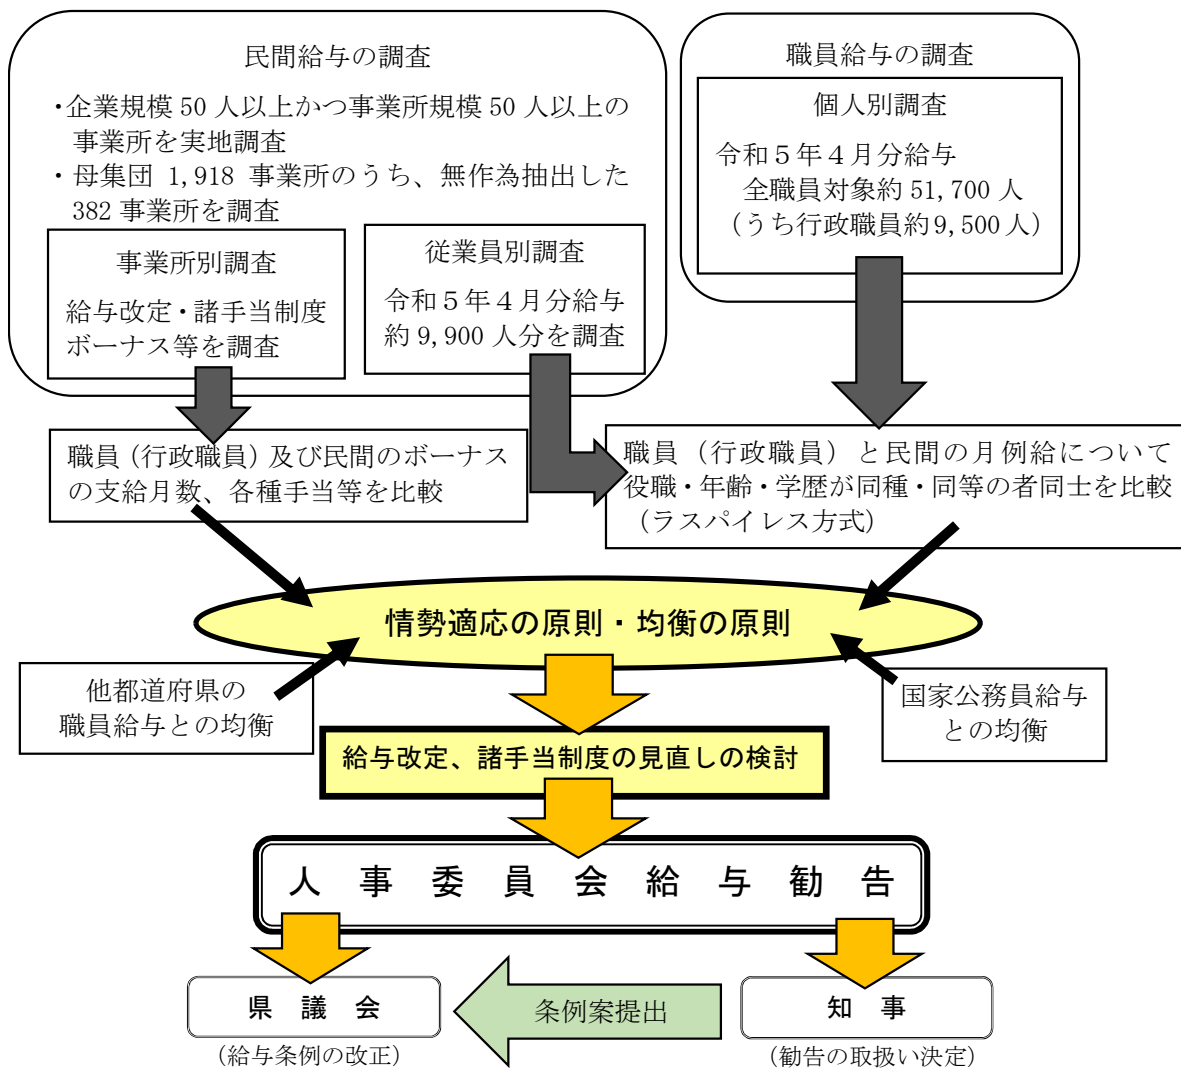 民間給与の調査
・企業規模 50 人以上かつ事業所規模 50 人以上の
事業所を実地調査
・母集団 1,918 事業所のうち、無作為抽出した
382 事業所を調査
事業所別調査
給与改定・諸手当制度
ボーナス等を調査
従業員別調査
令和５年４月分給与
約 9,900 人分を調査
職員給与の調査
個人別調査
令和５年４月分給与
全職員対象約 51,700 人
（うち行政職員約 9,500 人）
職員（行政職員）及び民間のボーナス
の支給月数、各種手当等を比較
職員（行政職員）と民間の月例給について
役職・年齢・学歴が同種・同等の者同士を比較
（ラスパイレス方式）
情勢適応の原則・均衡の原則
他都道府県の
職員給与との均衡
国家公務員給与
との均衡
給与改定、諸手当制度の見直しの検討
人事委員会給与勧告
県議会
（給与条例の改正）
条例案提出
知事
（勧告の取扱い決定）